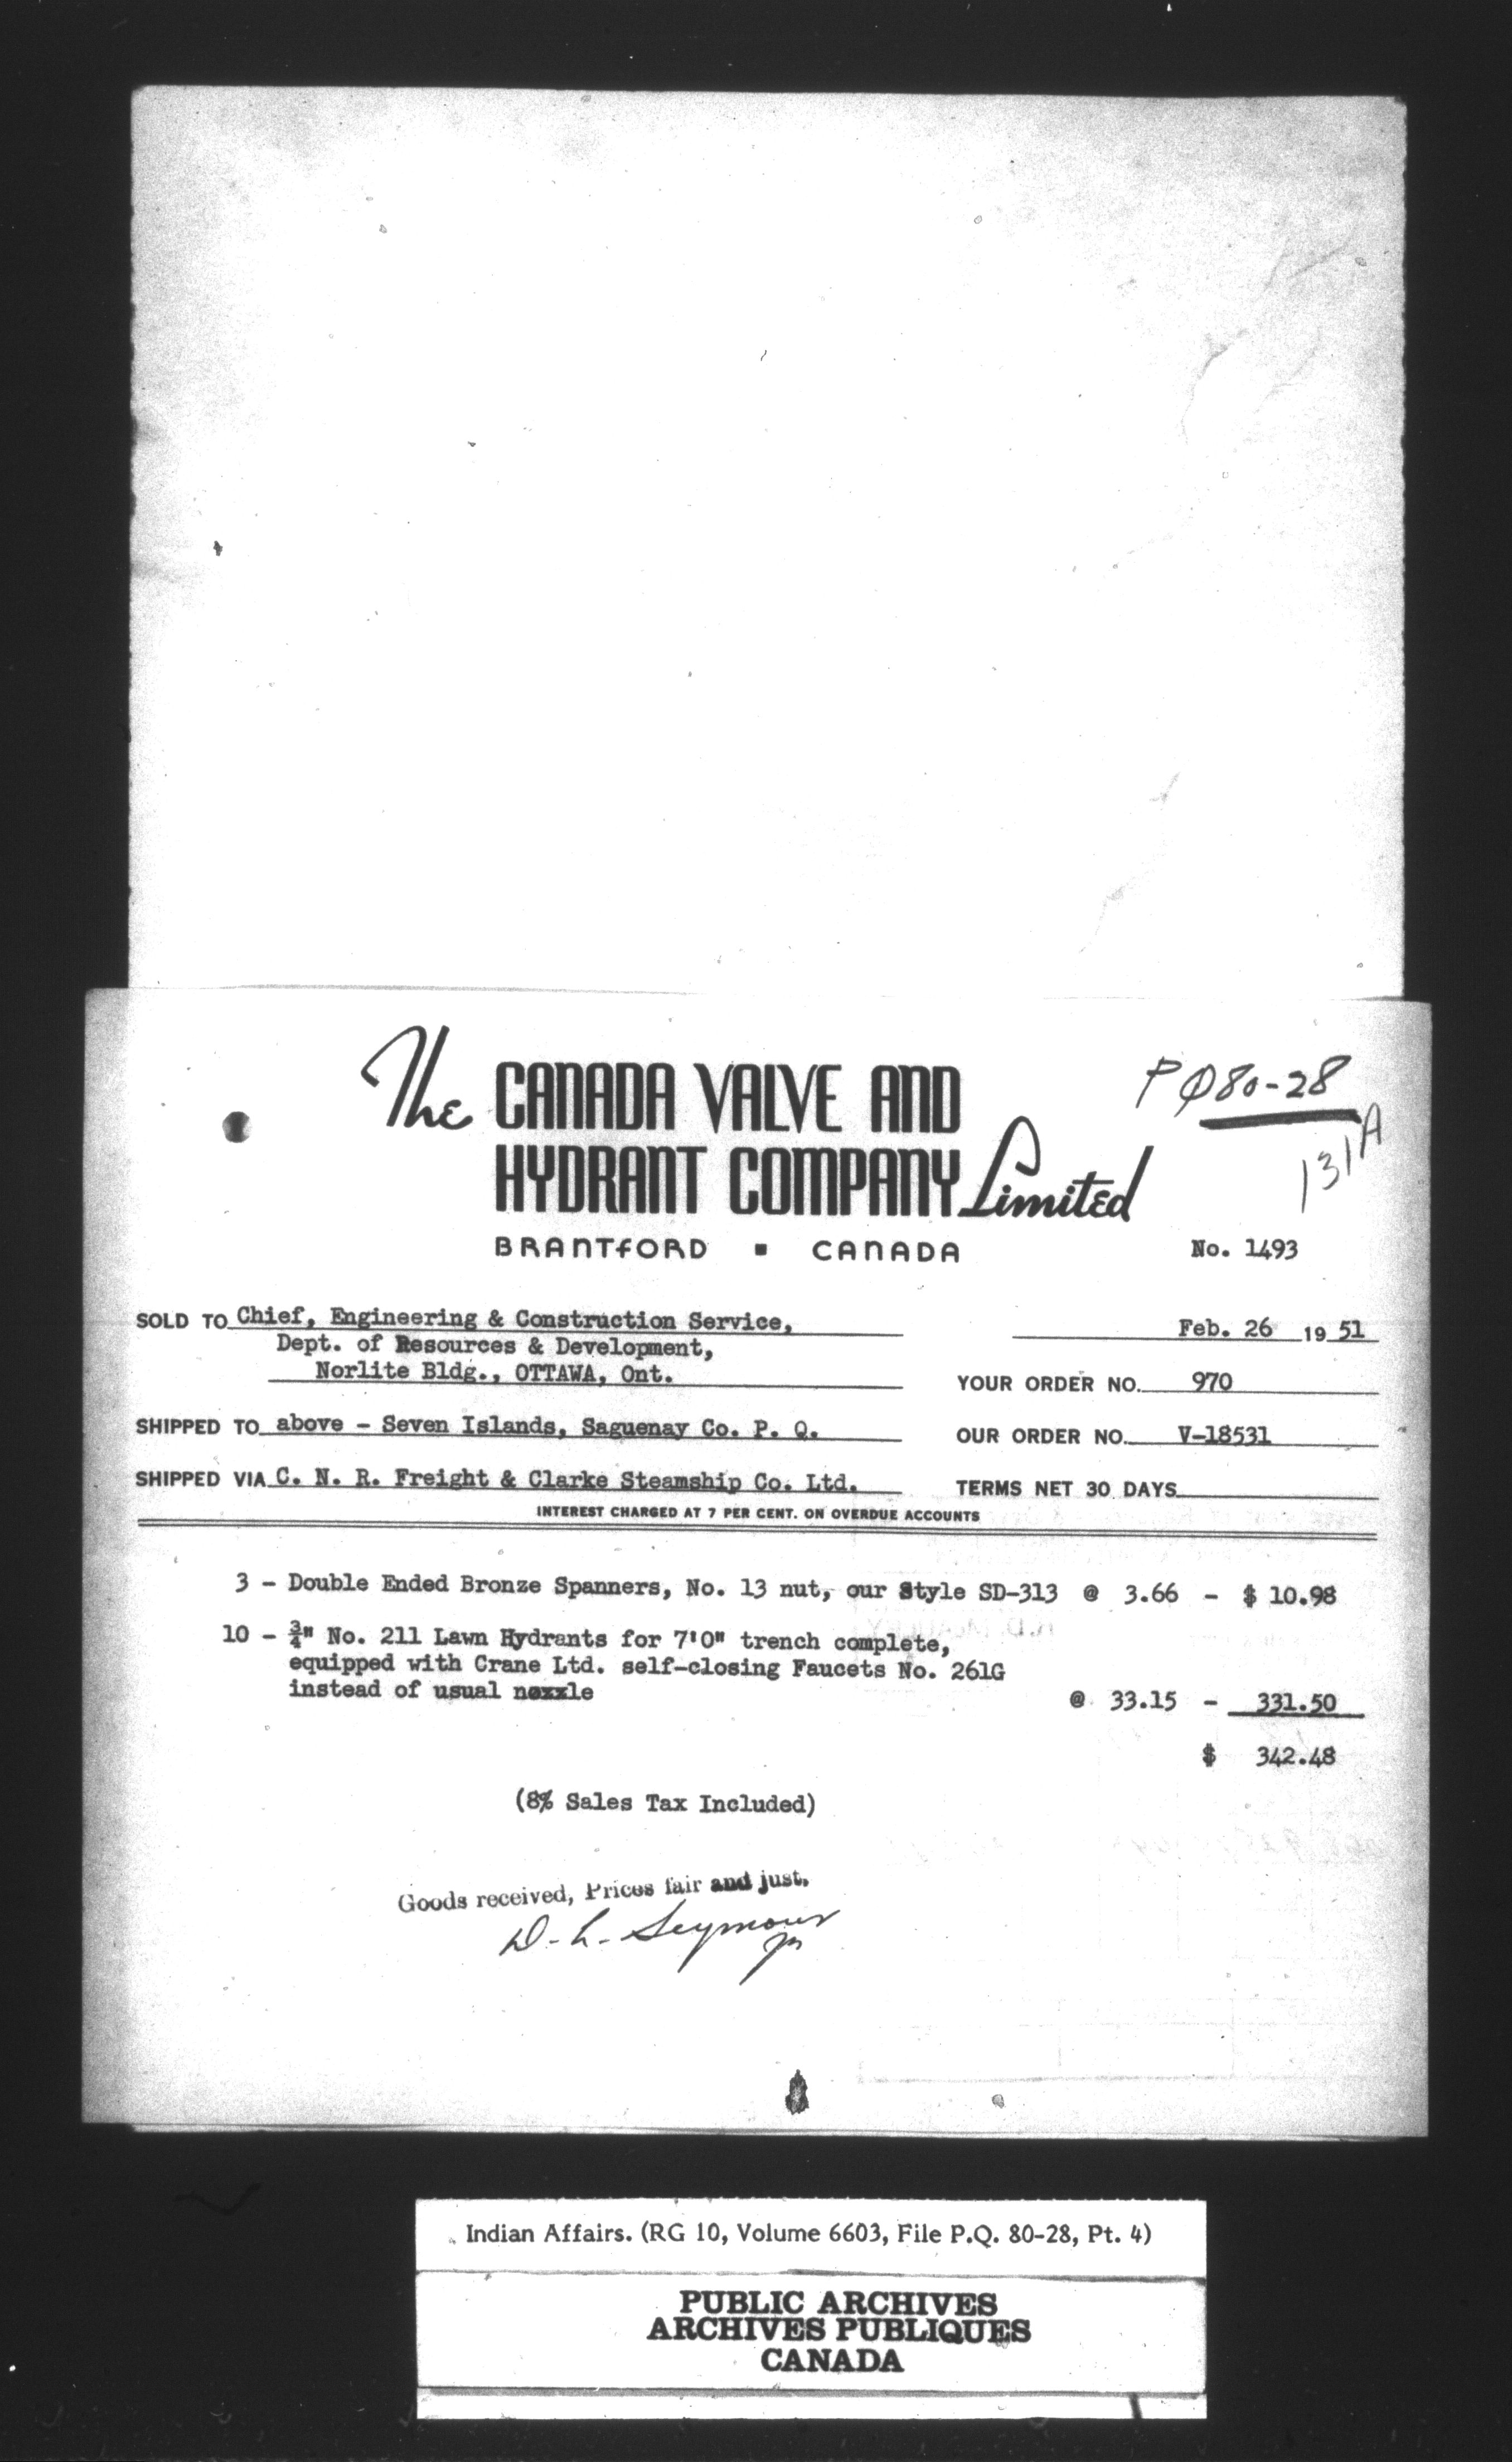 The CANADA VALVE AND
HYDRANT COMPANY Limited
BRANTFORD ▪ CANADA
PQ80-28
131A
No. 1493
SOLD TO Chief, Engineering & Construction Service,
Dept. of Resources & Development,
Norlite Bldg., OTTAWA, Ont.
Feb. 26 19 51
YOUR ORDER NO. 970
SHIPPED TO above - Seven Islands, Saguenay Co. P. Q.
OUR ORDER NO. V-18531
SHIPPED VIA C. N. R. Freight & Clarke Steamship Co. Ltd.
TERMS NET 30 DAYS
INTEREST CHARGED AT 7 PER CENT. ON OVERDUE ACCOUNTS
3 - Double Ended Bronze Spanners, No. 13 nut, our Style SD-313 @ 3.66 - $ 10.98
10 - ¾" No. 211 Lawn Hydrants for 7'0" trench complete,
equipped with Crane Ltd. self-closing Faucets No. 261G
instead of usual nozzle @ 33.15 - 331.50
$ 342.48
(8% Sales Tax Included)
Goods received, Prices fair and just.
D. L. Seymour
Indian Affairs. (RG 10, Volume 6603, File P.Q. 80-28, Pt. 4)
PUBLIC ARCHIVES
ARCHIVES PUBLIQUES
CANADA